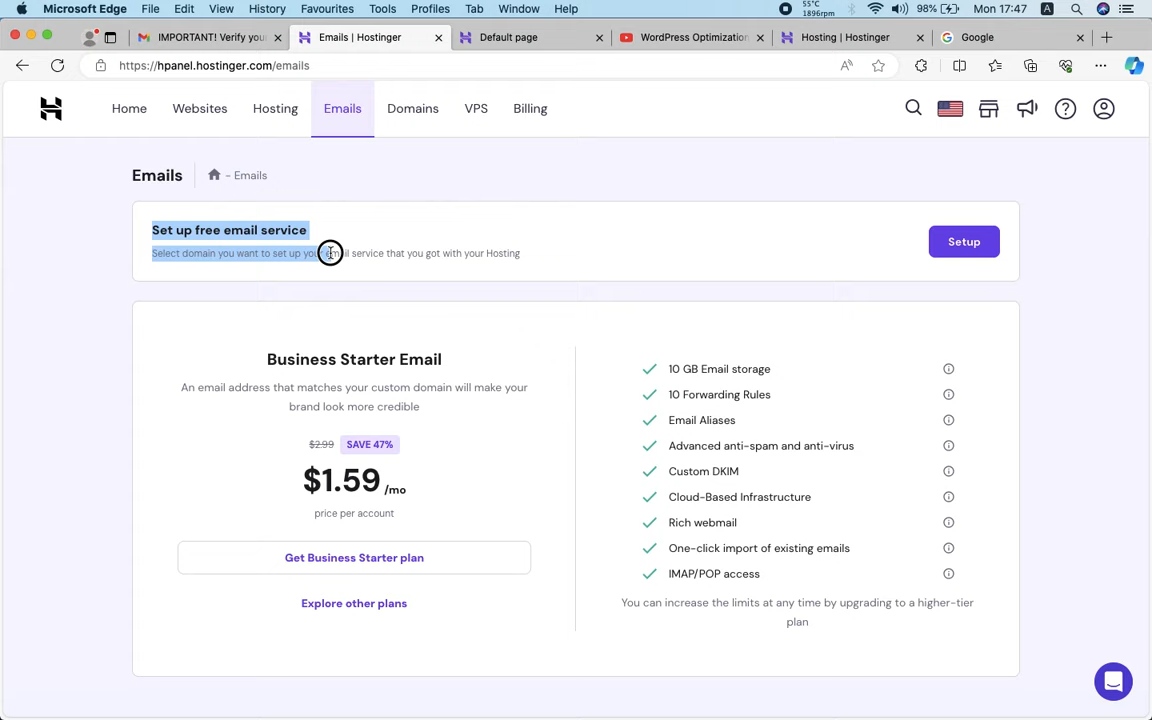 Microsoft Edge File Edit View History Favourites Tools Profiles Tab Window Help 55°C 1896rpm 98% Mon 17:47 A
IMPORTANT! Verify you Emails | Hostinger Default page WordPress Optimization Hosting | Hostinger Google
https://hpanel.hostinger.com/emails
Home Websites Hosting Emails Domains VPS Billing
Emails - Emails
Set up free email service
Select domain you want to set up your email service that you got with your Hosting
Setup
Business Starter Email
An email address that matches your custom domain will make your
brand look more credible
$2.99 SAVE 47%
$1.59 /mo
price per account
Get Business Starter plan
Explore other plans
10 GB Email storage
10 Forwarding Rules
Email Aliases
Advanced anti-spam and anti-virus
Custom DKIM
Cloud-Based Infrastructure
Rich webmail
One-click import of existing emails
IMAP/POP access
You can increase the limits at any time by upgrading to a higher-tier
plan